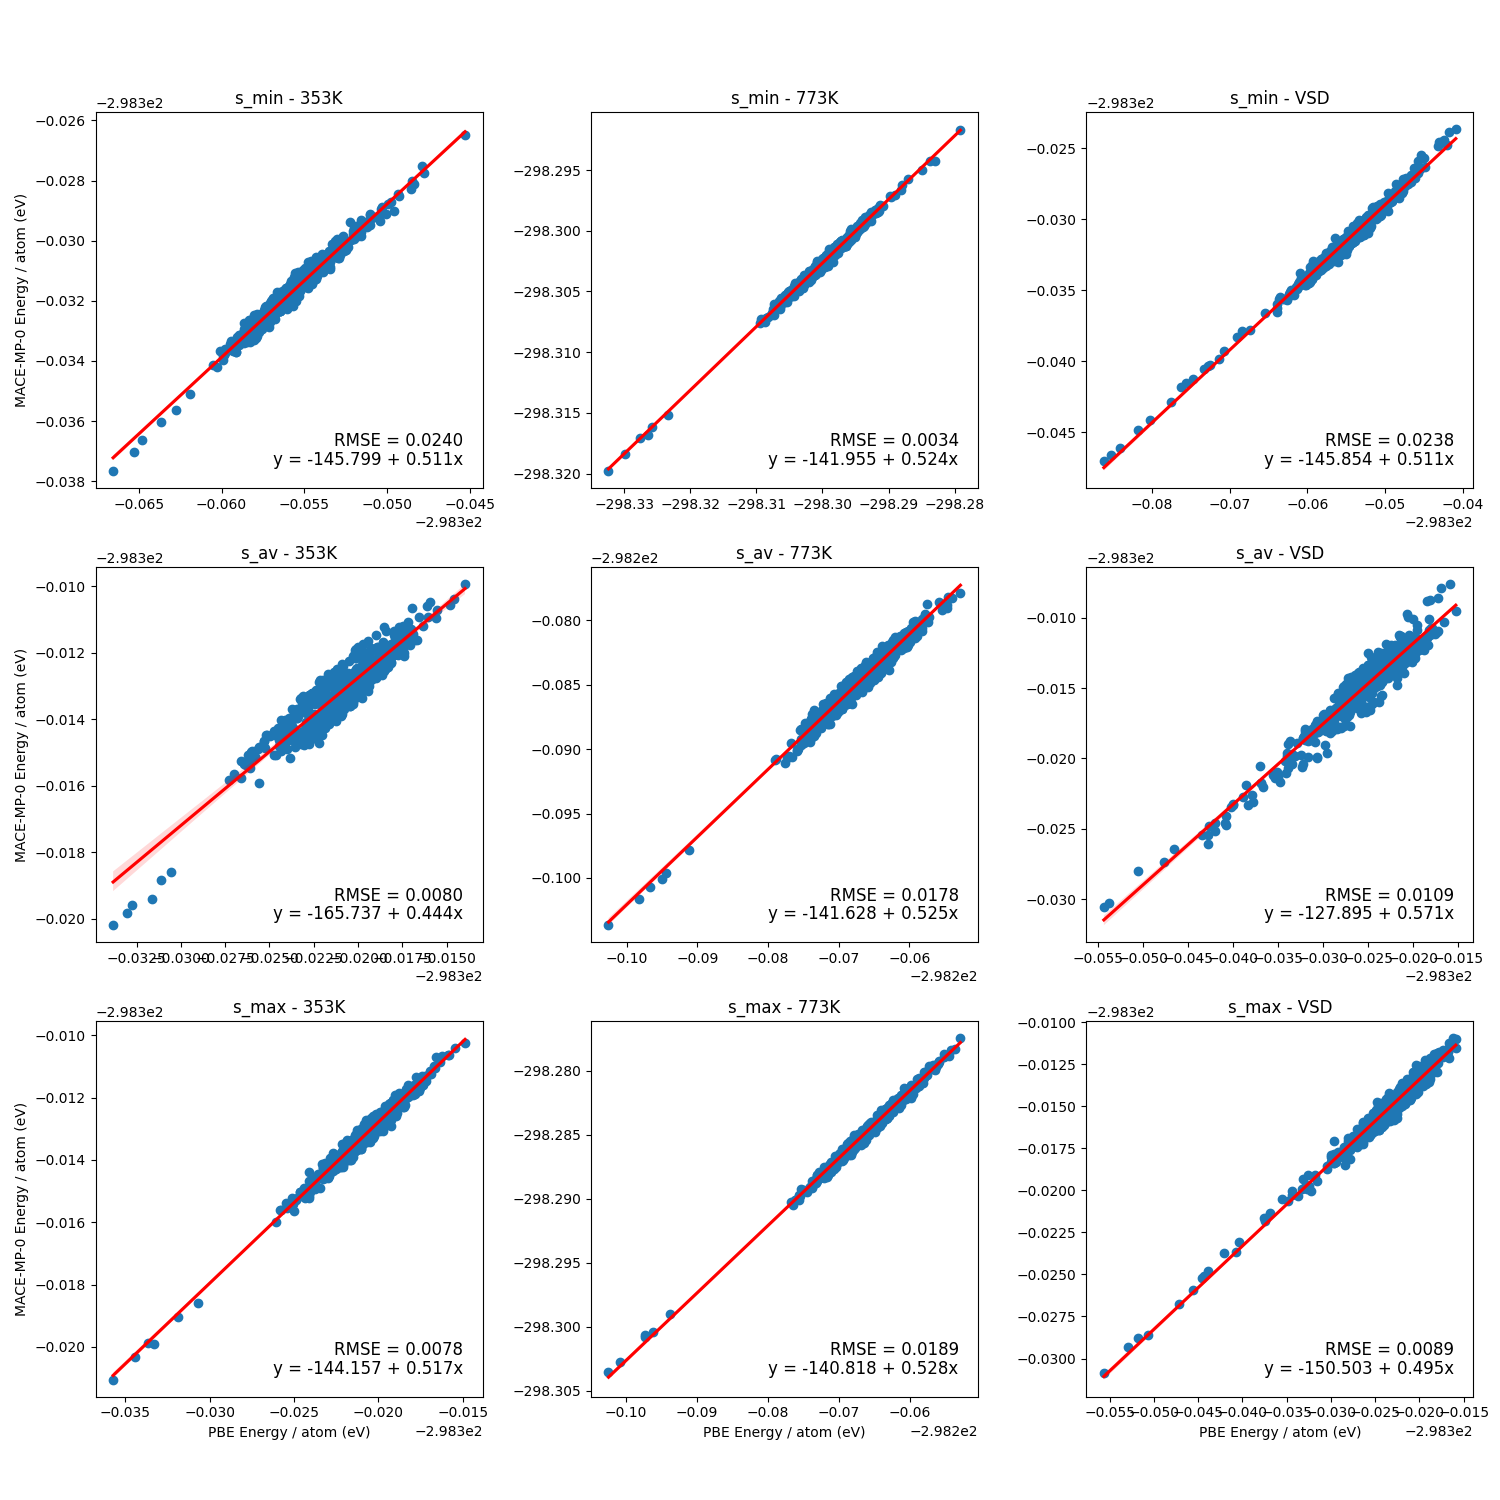 s_min - 353K
−2.983e2
−0.026
−0.028
−0.030
−0.032
−0.034
−0.036
−0.038
MACE-MP-0 Energy / atom (eV)
RMSE = 0.0240
y = -145.799 + 0.511x
−0.065 −0.060 −0.055 −0.050 −0.045
−2.983e2
s_min - 773K
−298.295
−298.300
−298.305
−298.310
−298.315
−298.320
RMSE = 0.0034
y = -141.955 + 0.524x
−298.33 −298.32 −298.31 −298.30 −298.29 −298.28
s_min - VSD
−2.983e2
−0.025
−0.030
−0.035
−0.040
−0.045
RMSE = 0.0238
y = -145.854 + 0.511x
−0.08 −0.07 −0.06 −0.05 −0.04
−2.983e2
s_av - 353K
−2.983e2
−0.010
−0.012
−0.014
−0.016
−0.018
−0.020
MACE-MP-0 Energy / atom (eV)
RMSE = 0.0080
y = -165.737 + 0.444x
−0.0325 −0.0300 −0.0275 −0.0250 −0.0225 −0.0200 −0.0175 −0.0150
−2.983e2
s_av - 773K
−2.982e2
−0.080
−0.085
−0.090
−0.095
−0.100
RMSE = 0.0178
y = -141.628 + 0.525x
−0.10 −0.09 −0.08 −0.07 −0.06
−2.982e2
s_av - VSD
−2.983e2
−0.010
−0.015
−0.020
−0.025
−0.030
RMSE = 0.0109
y = -127.895 + 0.571x
−0.055 −0.050 −0.045 −0.040 −0.035 −0.030 −0.025 −0.020 −0.015
−2.983e2
s_max - 353K
−2.983e2
−0.010
−0.012
−0.014
−0.016
−0.018
−0.020
MACE-MP-0 Energy / atom (eV)
RMSE = 0.0078
y = -144.157 + 0.517x
−0.035 −0.030 −0.025 −0.020 −0.015
PBE Energy / atom (eV)
−2.983e2
s_max - 773K
−298.280
−298.285
−298.290
−298.295
−298.300
−298.305
RMSE = 0.0189
y = -140.818 + 0.528x
−0.10 −0.09 −0.08 −0.07 −0.06
PBE Energy / atom (eV)
−2.982e2
s_max - VSD
−2.983e2
−0.0100
−0.0125
−0.0150
−0.0175
−0.0200
−0.0225
−0.0250
−0.0275
−0.0300
RMSE = 0.0089
y = -150.503 + 0.495x
−0.055 −0.050 −0.045 −0.040 −0.035 −0.030 −0.025 −0.020 −0.015
PBE Energy / atom (eV)
−2.983e2